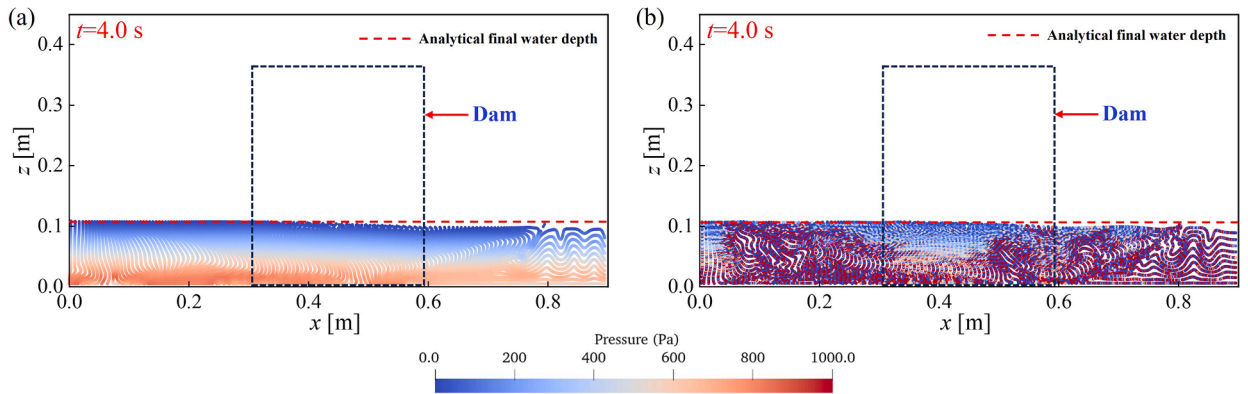 (a)
t=4.0 s
Analytical final water depth
Dam
z [m]
0.4
0.3
0.2
0.1
0.0
0.0 0.2 0.4 0.6 0.8
x [m]
(b)
t=4.0 s
Analytical final water depth
Dam
z [m]
0.4
0.3
0.2
0.1
0.0
0.0 0.2 0.4 0.6 0.8
x [m]
Pressure (Pa)
0.0 200 400 600 800 1000.0